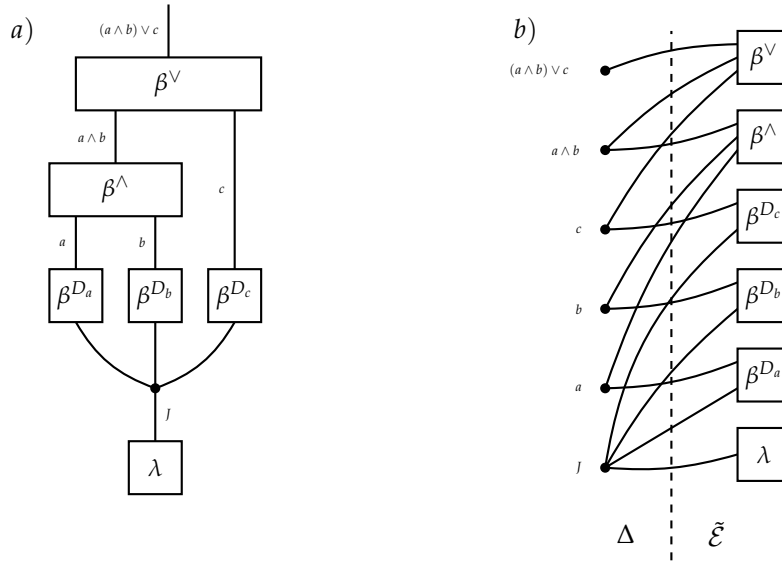 a)
(a ∧ b) ∨ c
β^∨
a ∧ b
c
β^∧
a
b
β^{D_a}
β^{D_b}
β^{D_c}
J
λ
b)
(a ∧ b) ∨ c
β^∨
a ∧ b
β^∧
c
β^{D_c}
b
β^{D_b}
a
β^{D_a}
J
λ
Δ
Ẽ